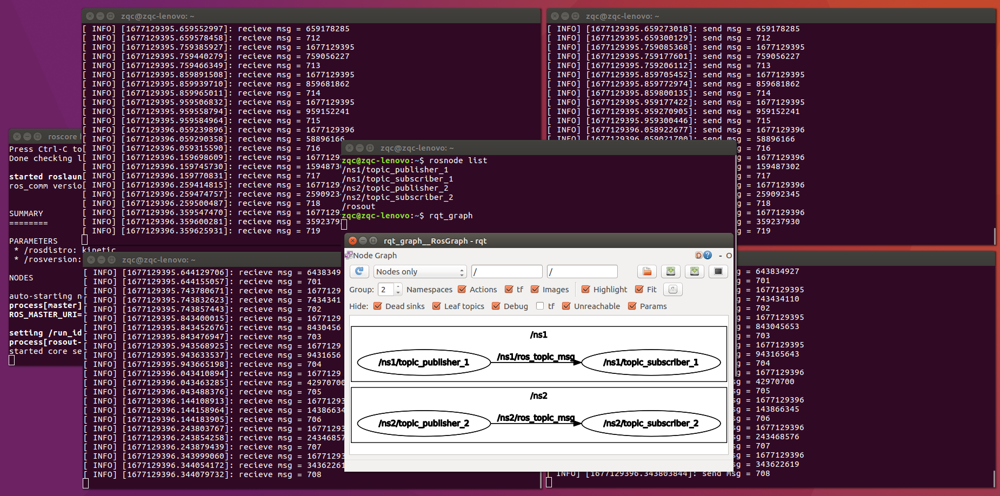 zqc@zqc-lenovo: ~
[ INFO] [1677129395.659552997]: recieve msg = 659178285
[ INFO] [1677129395.659578458]: recieve msg = 712
[ INFO] [1677129395.759385927]: recieve msg = 1677129395
[ INFO] [1677129395.759440279]: recieve msg = 759056227
[ INFO] [1677129395.759466349]: recieve msg = 713
[ INFO] [1677129395.859891508]: recieve msg = 1677129395
[ INFO] [1677129395.859939710]: recieve msg = 859681862
[ INFO] [1677129395.859965011]: recieve msg = 714
[ INFO] [1677129395.959506832]: recieve msg = 1677129395
[ INFO] [1677129395.959558794]: recieve msg = 959152241
[ INFO] [1677129395.959584964]: recieve msg = 715
[ INFO] [1677129396.059239896]: recieve msg = 1677129396
[ INFO] [1677129396.059290358]: recieve msg = 58896166
[ INFO] [1677129396.059315590]: recieve msg = 716
[ INFO] [1677129396.159698609]: recieve msg = 1677129
[ INFO] [1677129396.159745730]: recieve msg = 15948730
[ INFO] [1677129396.159770831]: recieve msg = 717
[ INFO] [1677129396.259414815]: recieve msg = 1677129
[ INFO] [1677129396.259474757]: recieve msg = 25909234
[ INFO] [1677129396.259500487]: recieve msg = 718
[ INFO] [1677129396.359547470]: recieve msg = 1677129
[ INFO] [1677129396.359600281]: recieve msg = 3592379
[ INFO] [1677129396.359625931]: recieve msg = 719
zqc@zqc-lenovo: ~
[ INFO] [1677129395.659273018]: send msg = 659178285
[ INFO] [1677129395.659300129]: send msg = 712
[ INFO] [1677129395.759085368]: send msg = 1677129395
[ INFO] [1677129395.759177601]: send msg = 759056227
[ INFO] [1677129395.759206112]: send msg = 713
[ INFO] [1677129395.859705452]: send msg = 1677129395
[ INFO] [1677129395.859772974]: send msg = 859681862
[ INFO] [1677129395.859800135]: send msg = 714
[ INFO] [1677129395.959177422]: send msg = 1677129395
[ INFO] [1677129395.959270905]: send msg = 959152241
[ INFO] [1677129395.959300446]: send msg = 715
[ INFO] [1677129396.058922677]: send msg = 1677129396
[ INFO] [1677129396.059021700]: send msg = 58896166
g = 716
g = 1677129396
g = 159487302
g = 717
g = 1677129396
g = 259092345
g = 718
g = 1677129396
g = 359237930
g = 719
roscore
Press Ctrl-C to
Done checking l
started roslaun
ros_comm versio
SUMMARY
========
PARAMETERS
* /rosdistro: kinetic
* /rosversion:
NODES
auto-starting n
process[master]
ROS_MASTER_URI=
setting /run_id
process[rosout-
started core se
zqc@zqc-lenovo: ~
zqc@zqc-lenovo:~$ rosnode list
/ns1/topic_publisher_1
/ns1/topic_subscriber_1
/ns2/topic_publisher_2
/ns2/topic_subscriber_2
/rosout
zqc@zqc-lenovo:~$ rqt_graph
zqc@zqc-lenovo: ~
[ INFO] [1677129395.644129706]: recieve msg = 6438349
[ INFO] [1677129395.644155057]: recieve msg = 701
[ INFO] [1677129395.743780671]: recieve msg = 1677129
[ INFO] [1677129395.743832623]: recieve msg = 7434341
[ INFO] [1677129395.743857443]: recieve msg = 702
[ INFO] [1677129395.843400015]: recieve msg = 1677129
[ INFO] [1677129395.843452676]: recieve msg = 8430456
[ INFO] [1677129395.843476947]: recieve msg = 703
[ INFO] [1677129395.943568925]: recieve msg = 1677129
[ INFO] [1677129395.943633537]: recieve msg = 9431656
[ INFO] [1677129395.943665198]: recieve msg = 704
[ INFO] [1677129396.043410894]: recieve msg = 1677129
[ INFO] [1677129396.043463285]: recieve msg = 42970700
[ INFO] [1677129396.043488376]: recieve msg = 705
[ INFO] [1677129396.144108913]: recieve msg = 16771293
[ INFO] [1677129396.144158964]: recieve msg = 14386634
[ INFO] [1677129396.144183905]: recieve msg = 706
[ INFO] [1677129396.243803767]: recieve msg = 16771293
[ INFO] [1677129396.243854258]: recieve msg = 24346857
[ INFO] [1677129396.243879439]: recieve msg = 707
[ INFO] [1677129396.343999060]: recieve msg = 16771293
[ INFO] [1677129396.344054172]: recieve msg = 34362261
[ INFO] [1677129396.344079732]: recieve msg = 708
rqt_graph__RosGraph - rqt
Node Graph
D ? - O
Nodes only / /
Group: 2 Namespaces Actions tf Images Highlight Fit
Hide: Dead sinks Leaf topics Debug tf Unreachable Params
/ns1
/ns1/topic_publisher_1 /ns1/ros_topic_msg /ns1/topic_subscriber_1
/ns2
/ns2/topic_publisher_2 /ns2/ros_topic_msg /ns2/topic_subscriber_2
g = 643834927
g = 701
g = 1677129395
g = 743434110
g = 702
g = 1677129395
g = 843045653
g = 703
g = 1677129395
g = 943165643
g = 704
g = 1677129396
g = 42970700
g = 705
g = 1677129396
g = 143866345
g = 706
g = 1677129396
g = 243468576
g = 707
g = 1677129396
g = 343622619
[ INFO] [1677129396.343803844]: send msg = 708